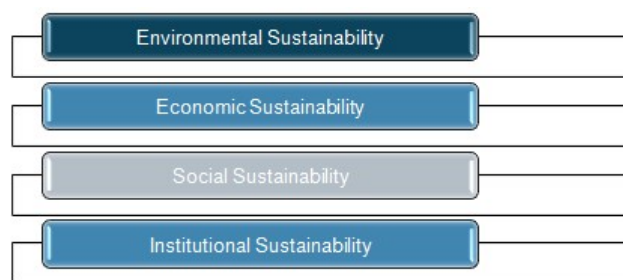 Environmental Sustainability
Economic Sustainability
Social Sustainability
Institutional Sustainability